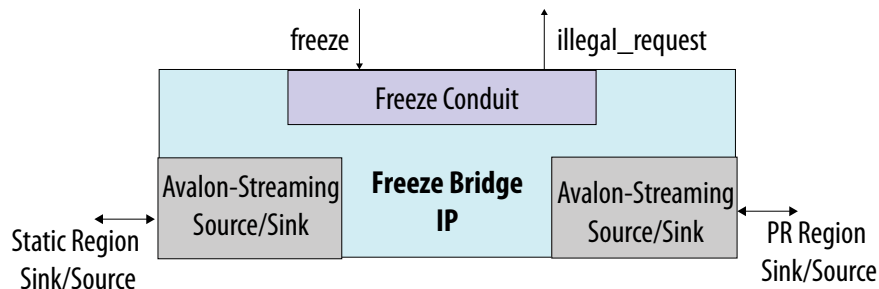 freeze
illegal_request
Freeze Conduit
Avalon-Streaming
Source/Sink
Freeze Bridge
IP
Avalon-Streaming
Source/Sink
Static Region
Sink/Source
PR Region
Sink/Source